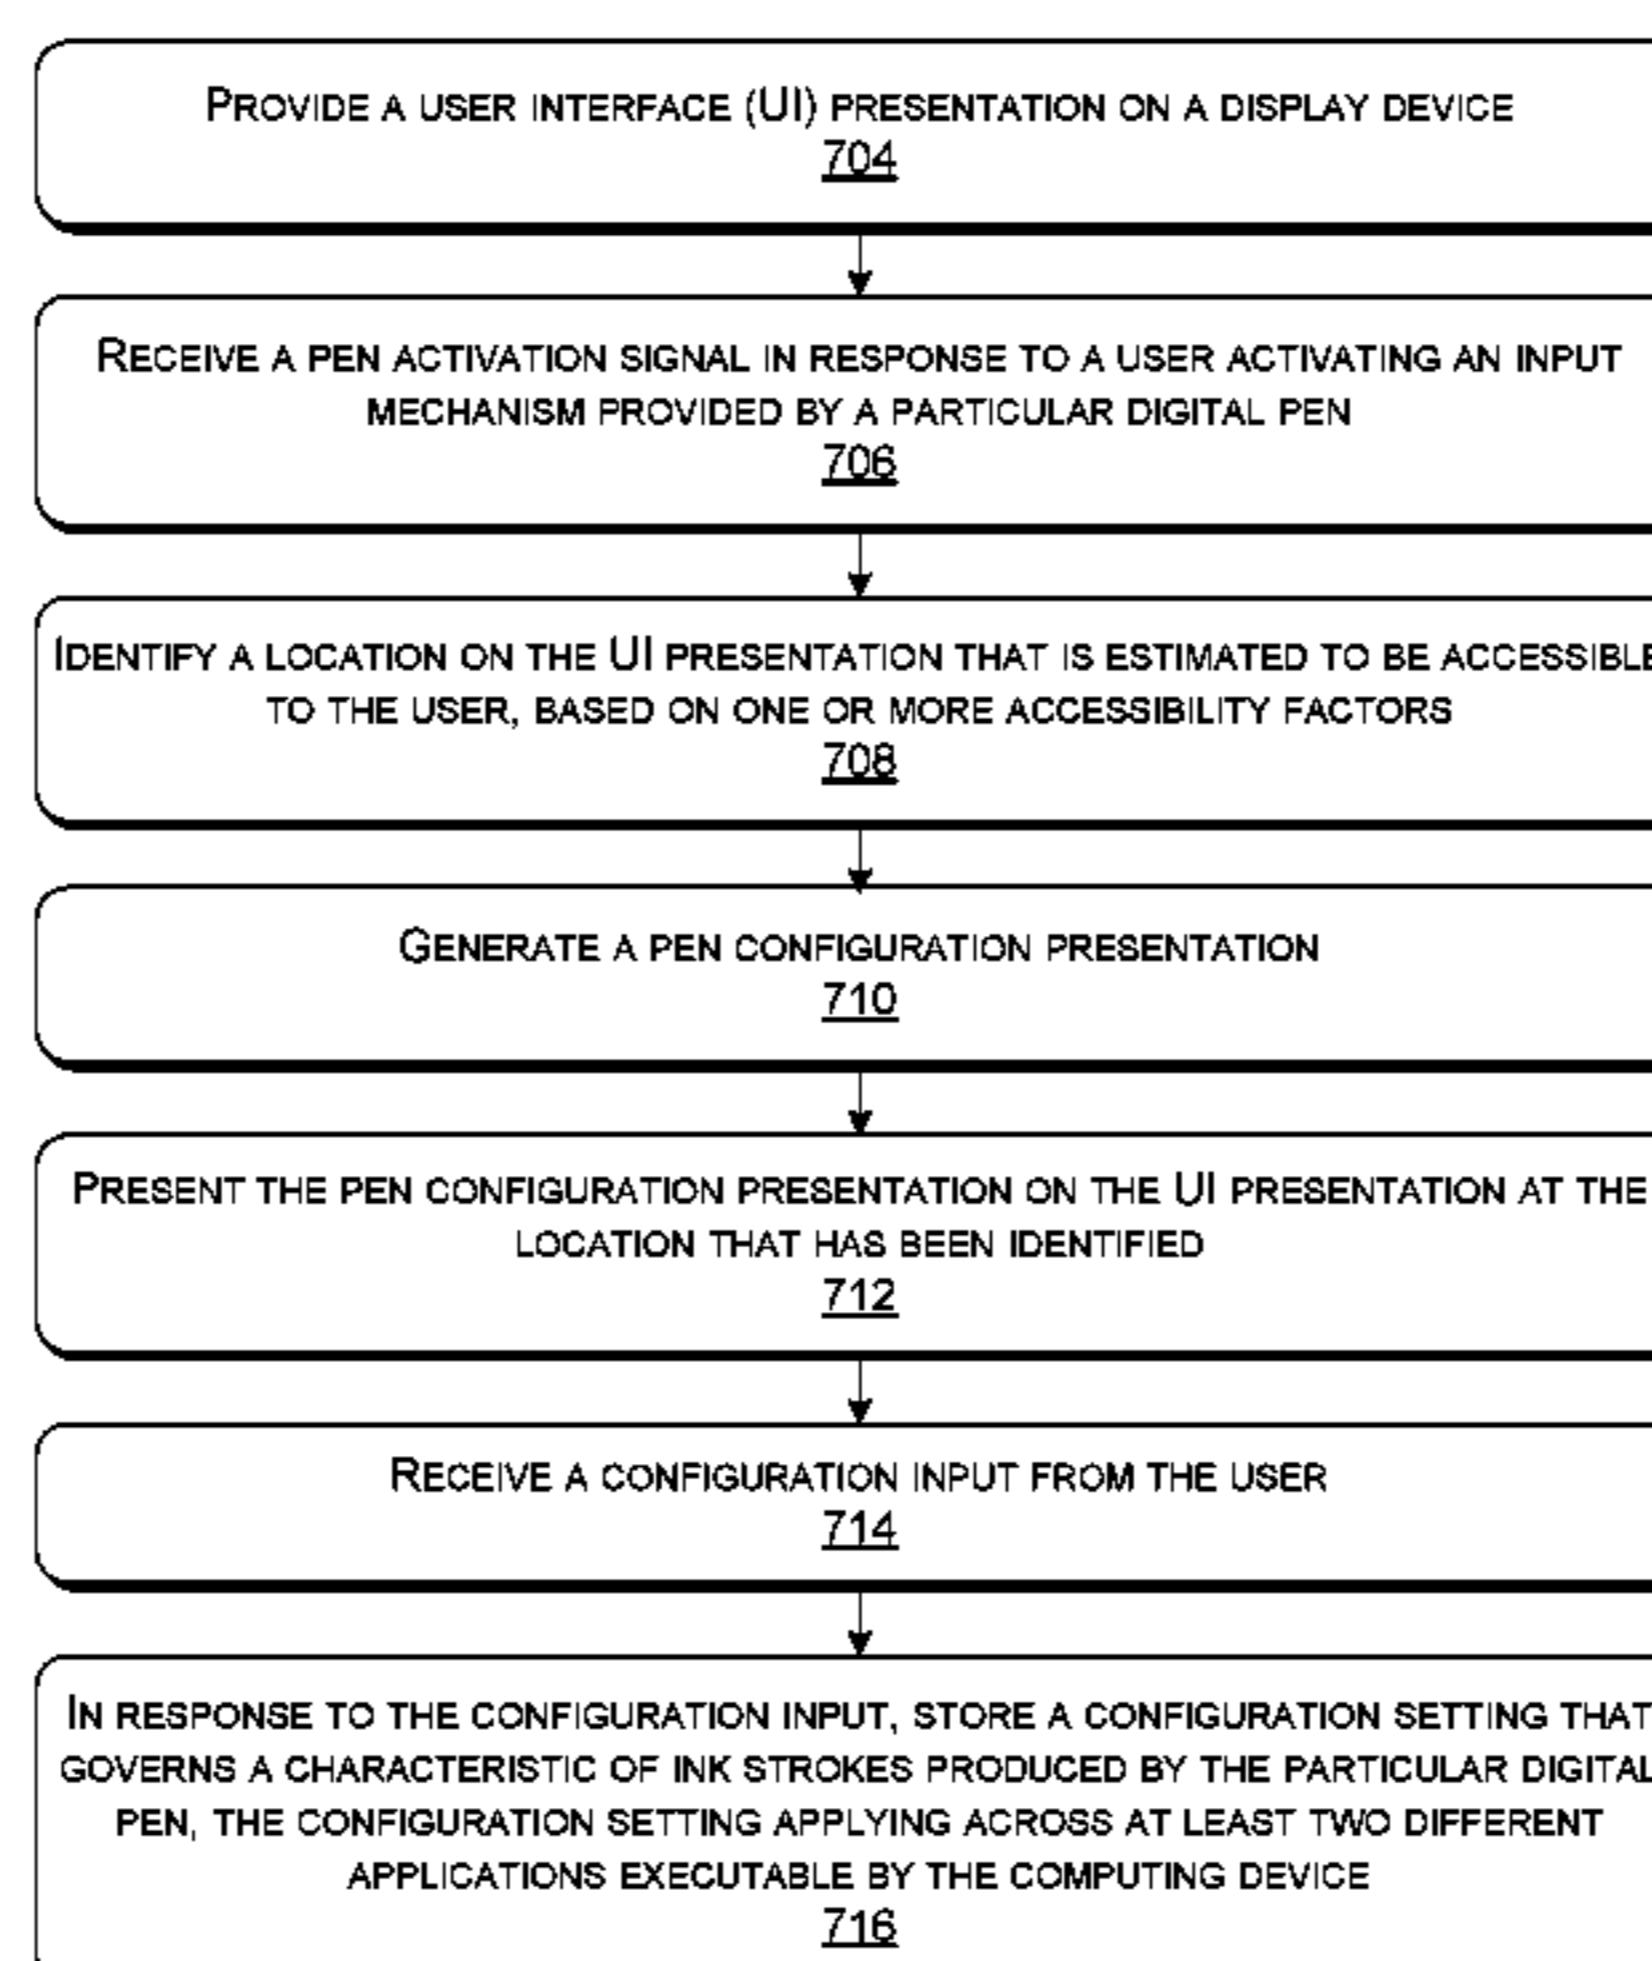 PROVIDE A USER INTERFACE (UI) PRESENTATION ON A DISPLAY DEVICE
704
RECEIVE A PEN ACTIVATION SIGNAL IN RESPONSE TO A USER ACTIVATING AN INPUT
MECHANISM PROVIDED BY A PARTICULAR DIGITAL PEN
706
IDENTIFY A LOCATION ON THE UI PRESENTATION THAT IS ESTIMATED TO BE ACCESSIBLE
TO THE USER, BASED ON ONE OR MORE ACCESSIBILITY FACTORS
708
GENERATE A PEN CONFIGURATION PRESENTATION
710
PRESENT THE PEN CONFIGURATION PRESENTATION ON THE UI PRESENTATION AT THE
LOCATION THAT HAS BEEN IDENTIFIED
712
RECEIVE A CONFIGURATION INPUT FROM THE USER
714
IN RESPONSE TO THE CONFIGURATION INPUT, STORE A CONFIGURATION SETTING THAT
GOVERNS A CHARACTERISTIC OF INK STROKES PRODUCED BY THE PARTICULAR DIGITAL
PEN, THE CONFIGURATION SETTING APPLYING ACROSS AT LEAST TWO DIFFERENT
APPLICATIONS EXECUTABLE BY THE COMPUTING DEVICE
716